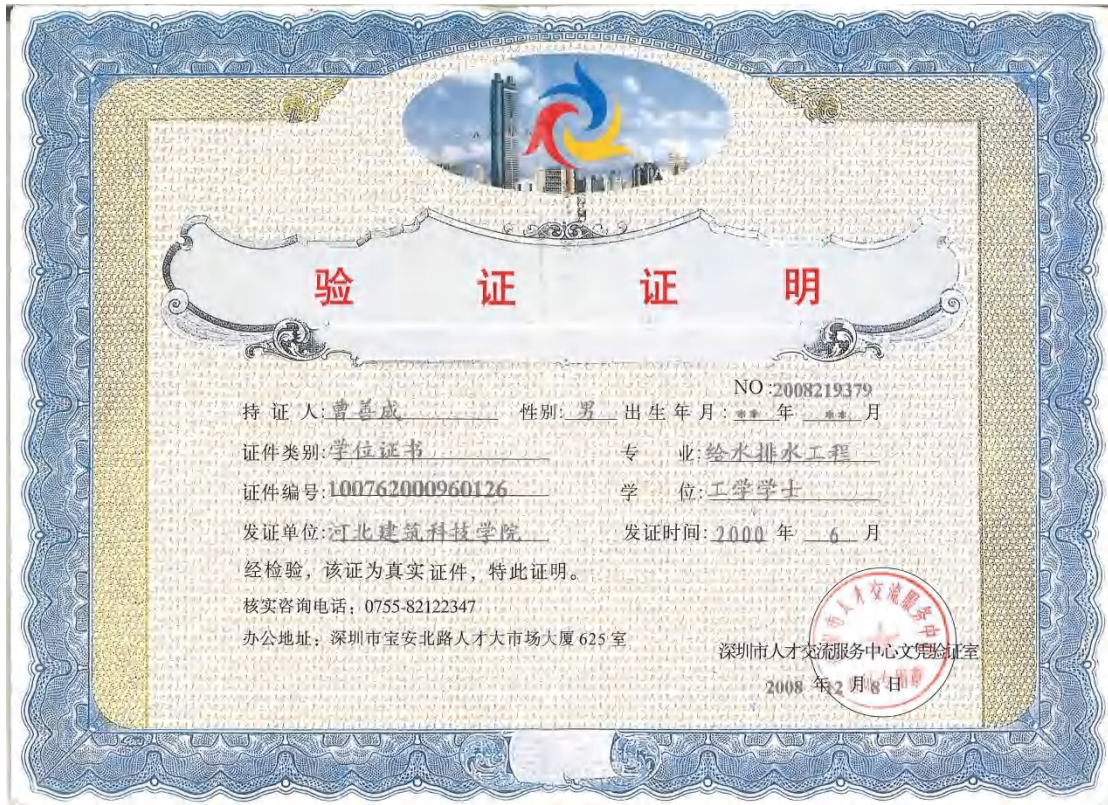 验 证 证 明
NO:2008219379
持 证 人:曹善成 性别:男 出 生 年 月:** 年 ** 月
证件类别:学位证书 专 业:给水排水工程
证件编号:100762000960126 学 位:工学学士
发证单位:河北建筑科技学院 发证时间:2000 年 6 月
经检验，该证为真实证件，特此证明。
核实咨询电话：0755-82122347
办公地址：深圳市宝安北路人才大市场大厦 625 室
深圳市人才交流服务中心文凭验证室
2008 年12 月 8 日